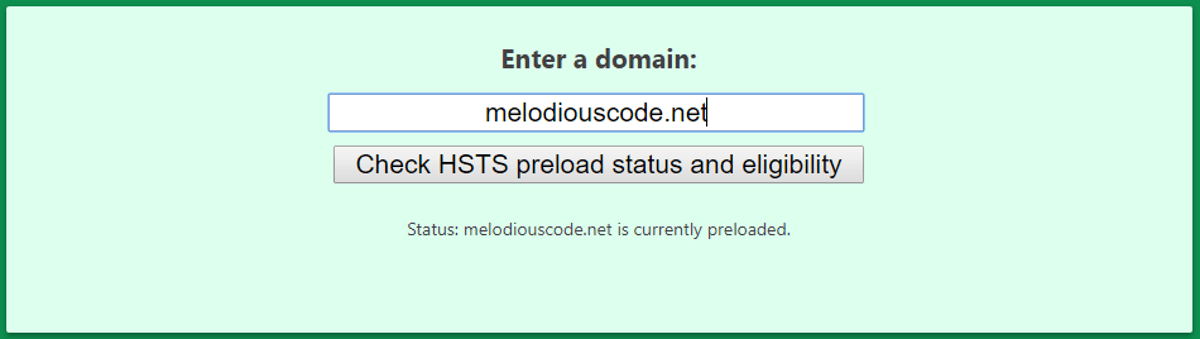 Enter a domain:
melodiouscode.net
Check HSTS preload status and eligibility
Status: melodiouscode.net is currently preloaded.